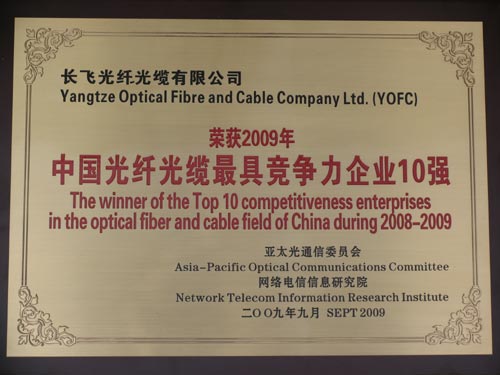 长飞光纤光缆有限公司
Yangtze Optical Fibre and Cable Company Ltd. (YOFC)
荣获2009年
中国光纤光缆最具竞争力企业10强
The winner of the Top 10 competitiveness enterprises
in the optical fiber and cable field of China during 2008-2009
亚太光通信委员会
Asia-Pacific Optical Communications Committee
网络电信信息研究院
Network Telecom Information Research Institute
二〇〇九年九月 SEPT 2009